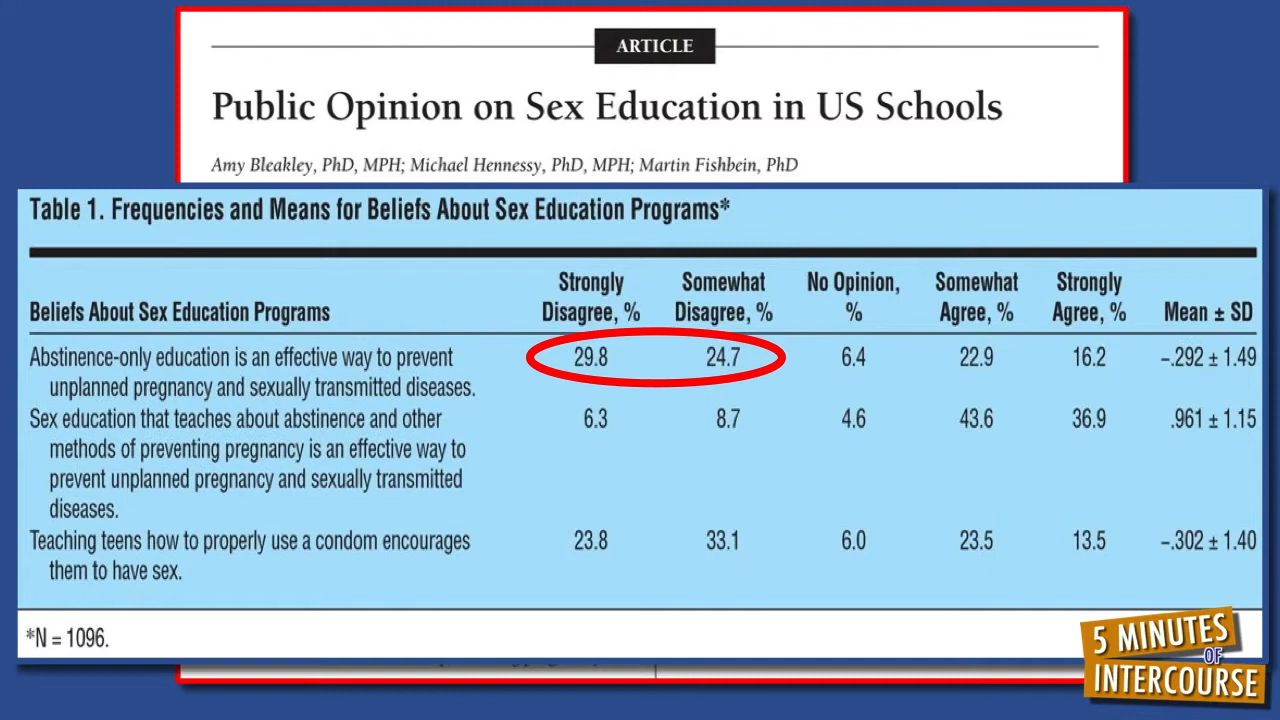 ARTICLE
Public Opinion on Sex Education in US Schools
Amy Bleakley, PhD, MPH; Michael Hennessy, PhD, MPH; Martin Fishbein, PhD
Table 1. Frequencies and Means for Beliefs About Sex Education Programs*
Strongly Somewhat No Opinion, Somewhat Strongly
Beliefs About Sex Education Programs Disagree, % Disagree, % % Agree, % Agree, % Mean ± SD
Abstinence-only education is an effective way to prevent 29.8 24.7 6.4 22.9 16.2 −.292 ± 1.49
unplanned pregnancy and sexually transmitted diseases.
Sex education that teaches about abstinence and other 6.3 8.7 4.6 43.6 36.9 .961 ± 1.15
methods of preventing pregnancy is an effective way to
prevent unplanned pregnancy and sexually transmitted
diseases.
Teaching teens how to properly use a condom encourages 23.8 33.1 6.0 23.5 13.5 −.302 ± 1.40
them to have sex.
*N = 1096.
5 MINUTES
OF
INTERCOURSE